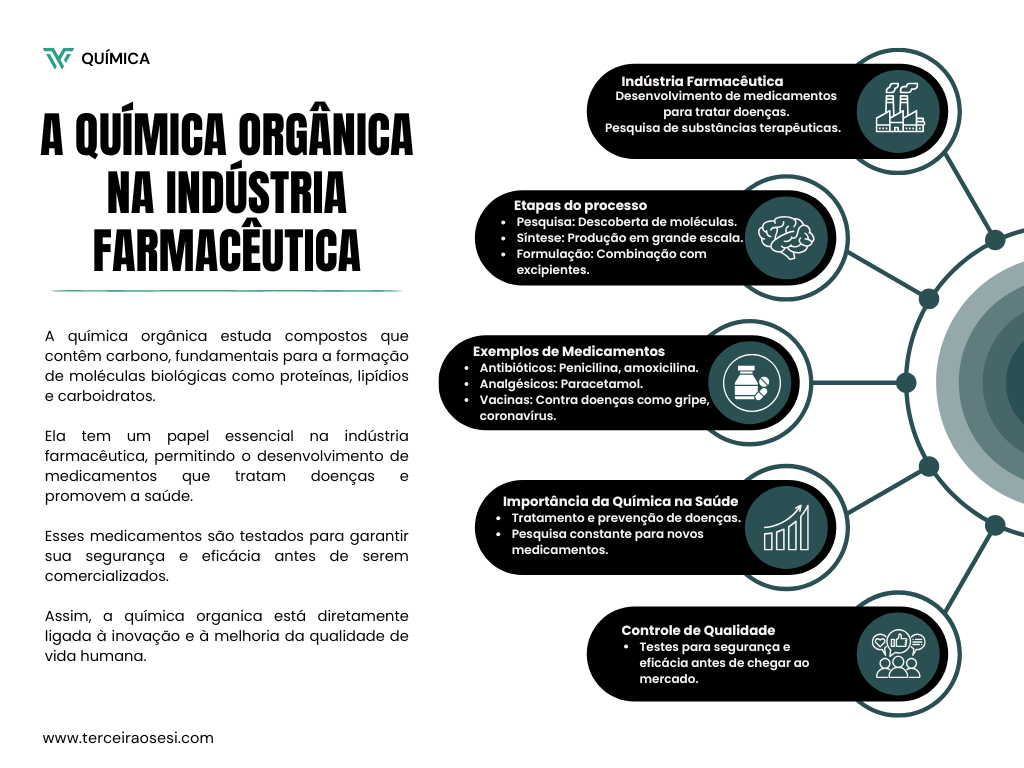 QUÍMICA
A QUÍMICA ORGÂNICA
NA INDÚSTRIA
FARMACÊUTICA
A química orgânica estuda compostos que
contêm carbono, fundamentais para a formação
de moléculas biológicas como proteínas, lipídios
e carboidratos.
Ela tem um papel essencial na indústria
farmacêutica, permitindo o desenvolvimento de
medicamentos que tratam doenças e
promovem a saúde.
Esses medicamentos são testados para garantir
sua segurança e eficácia antes de serem
comercializados.
Assim, a química organica está diretamente
ligada à inovação e à melhoria da qualidade de
vida humana.
www.terceiraosesi.com
Indústria Farmacêutica
Desenvolvimento de medicamentos
para tratar doenças.
Pesquisa de substâncias terapêuticas.
Etapas do processo
• Pesquisa: Descoberta de moléculas.
• Síntese: Produção em grande escala.
• Formulação: Combinação com
excipientes.
Exemplos de Medicamentos
• Antibióticos: Penicilina, amoxicilina.
• Analgésicos: Paracetamol.
• Vacinas: Contra doenças como gripe,
coronavírus.
Importância da Química na Saúde
• Tratamento e prevenção de doenças.
• Pesquisa constante para novos
medicamentos.
Controle de Qualidade
• Testes para segurança e
eficácia antes de chegar ao
mercado.